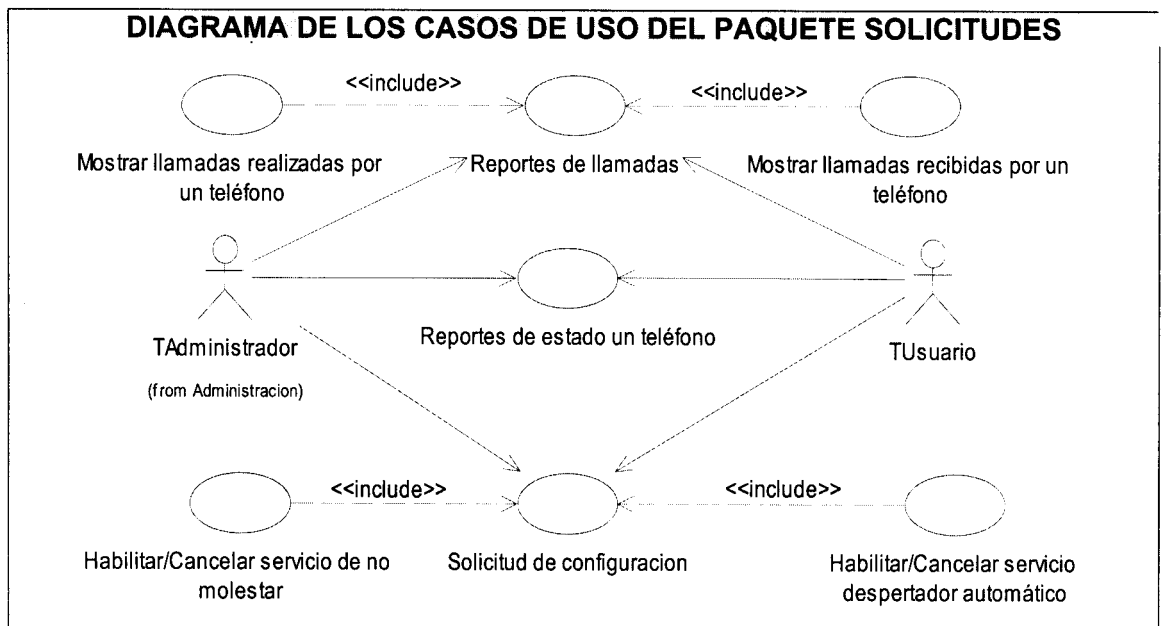 DIAGRAMA DE LOS CASOS DE USO DEL PAQUETE SOLICITUDES
<<include>>
<<include>>
Mostrar llamadas realizadas por
un teléfono
Reportes de llamadas
Mostrar llamadas recibidas por un
teléfono
TAdministrador
(from Administracion)
Reportes de estado un teléfono
TUsuario
<<include>>
<<include>>
Habilitar/Cancelar servicio de no
molestar
Solicitud de configuracion
Habilitar/Cancelar servicio
despertador automático